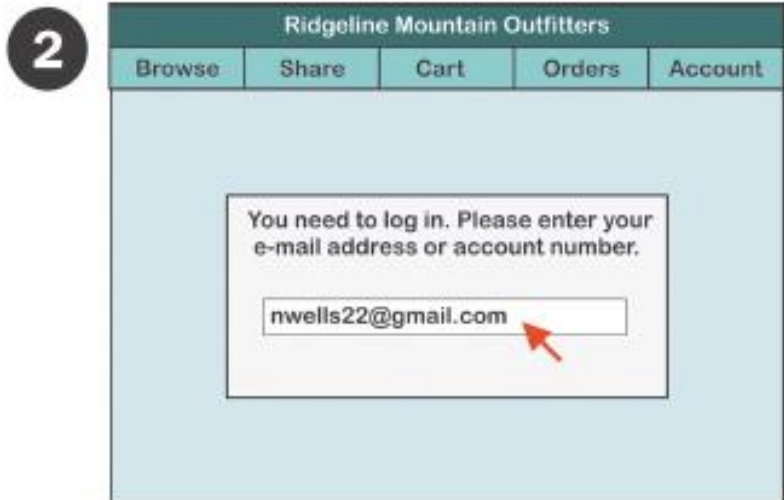 2
Ridgeline Mountain Outfitters
Browse Share Cart Orders Account
You need to log in. Please enter your
e-mail address or account number.
nwells22@gmail.com